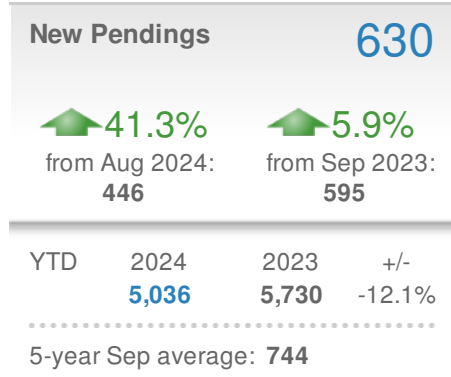 New Pendings 630
41.3% 5.9%
from Aug 2024: from Sep 2023:
446 595
YTD 2024 2023 +/-
5,036 5,730 -12.1%
5-year Sep average: 744